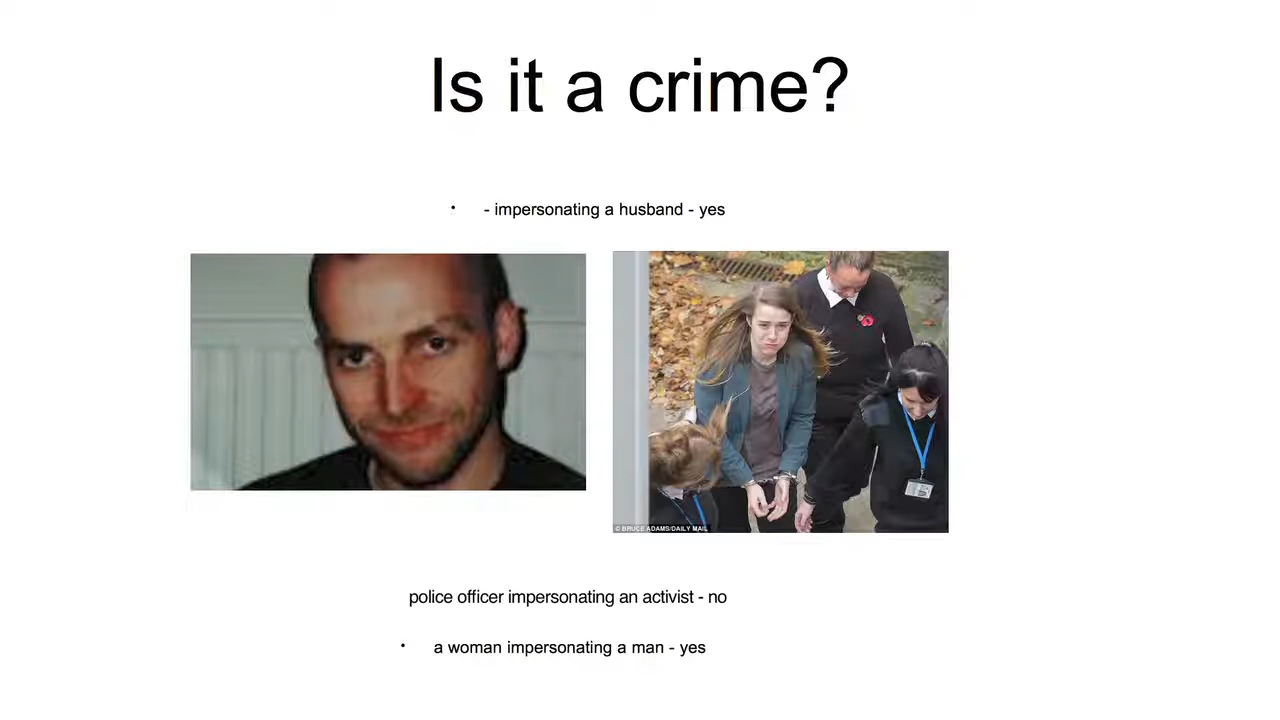 Is it a crime?
• - impersonating a husband - yes
© BRUCE ADAMS/DAILY MAIL
police officer impersonating an activist - no
• a woman impersonating a man - yes